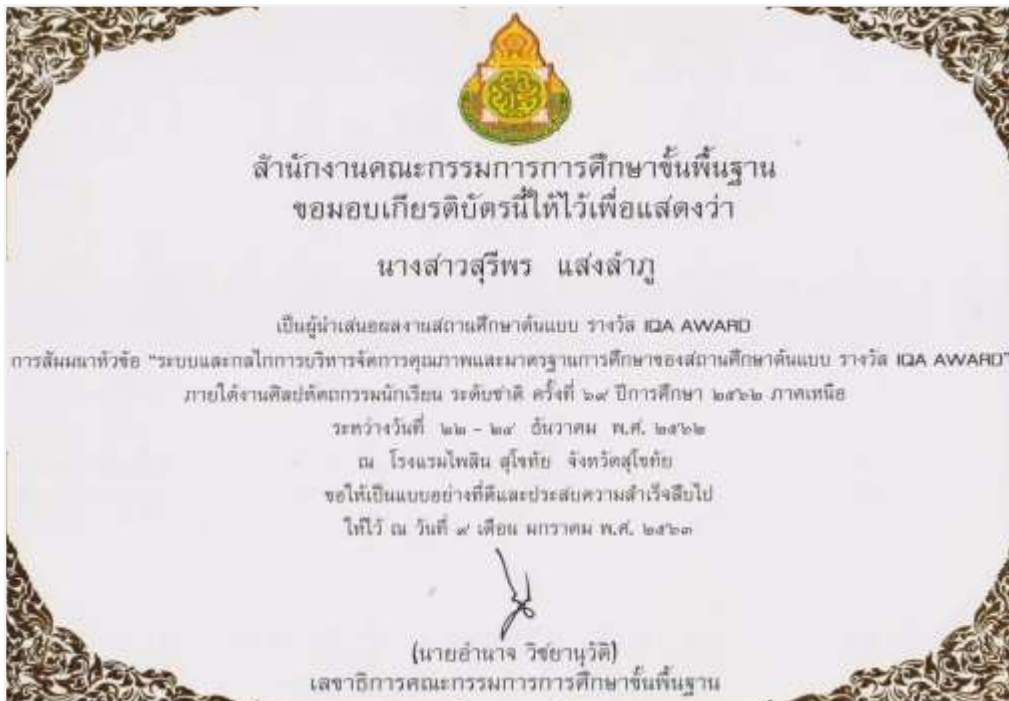 สำนักงานคณะกรรมการการศึกษาขั้นพื้นฐาน
ขอมอบเกียรติบัตรนี้ให้ไว้เพื่อแสดงว่า
นางสาวสุรีพร แสงลำภู
เป็นผู้นำเสนอผลงานสถานศึกษาต้นแบบ รางวัล IQA AWARD
การสัมมนาหัวข้อ "ระบบและกลไกการบริหารจัดการคุณภาพและมาตรฐานการศึกษาของสถานศึกษาต้นแบบ รางวัล IQA AWARD"
ภายใต้งานศิลปหัตถกรรมนักเรียน ระดับชาติ ครั้งที่ ๖๙ ปีการศึกษา ๒๕๖๒ ภาคเหนือ
ระหว่างวันที่ ๒๒ - ๒๔ ธันวาคม พ.ศ. ๒๕๖๒
ณ โรงแรมไพลิน สุโขทัย จังหวัดสุโขทัย
ขอให้เป็นแบบอย่างที่ดีและประสบความสำเร็จสืบไป
ให้ไว้ ณ วันที่ ๙ เดือน มกราคม พ.ศ. ๒๕๖๓
(นายอำนาจ วิชยานุวัติ)
เลขาธิการคณะกรรมการการศึกษาขั้นพื้นฐาน